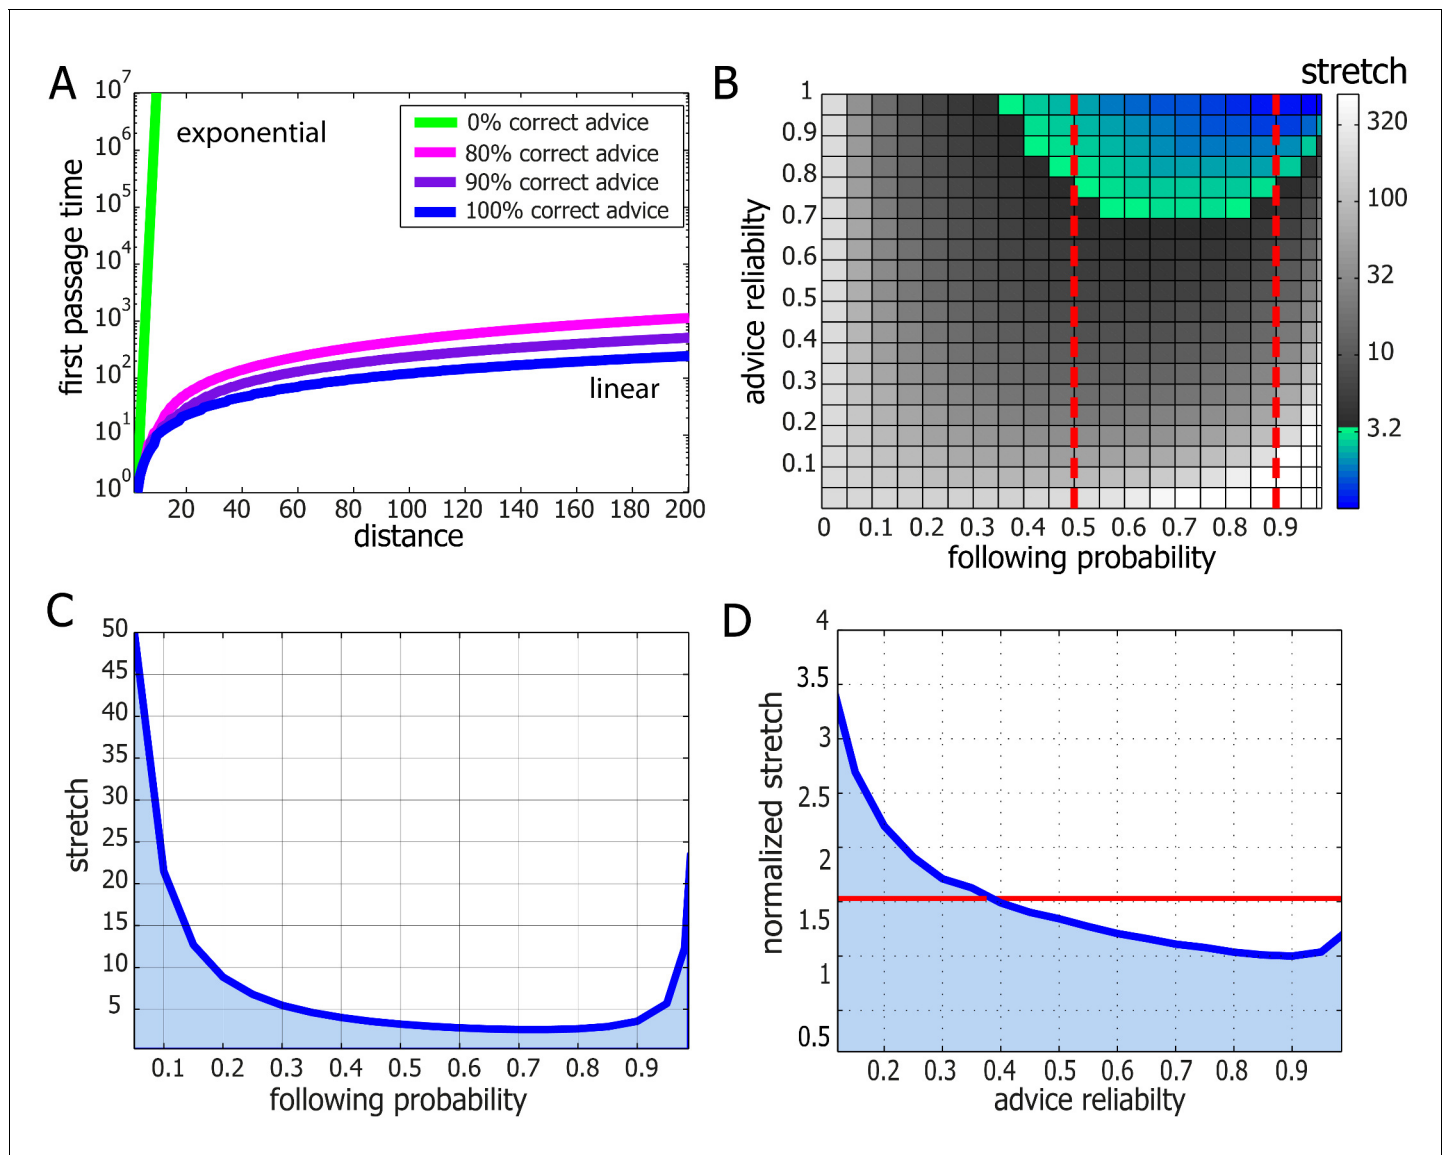 A
first passage time
10^7
10^6
10^5
10^4
10^3
10^2
10^1
10^0
exponential
0% correct advice
80% correct advice
90% correct advice
100% correct advice
linear
20 40 60 80 100 120 140 160 180 200
distance
B
stretch
advice reliabilty
1
0.9
0.8
0.7
0.6
0.5
0.4
0.3
0.2
0.1
0 0.1 0.2 0.3 0.4 0.5 0.6 0.7 0.8 0.9
following probability
320
100
32
10
3.2
C
stretch
50
45
40
35
30
25
20
15
10
5
0.1 0.2 0.3 0.4 0.5 0.6 0.7 0.8 0.9
following probability
D
normalized stretch
4
3.5
3
2.5
2
1.5
1
0.5
0.2 0.3 0.4 0.5 0.6 0.7 0.8 0.9
advice reliabilty